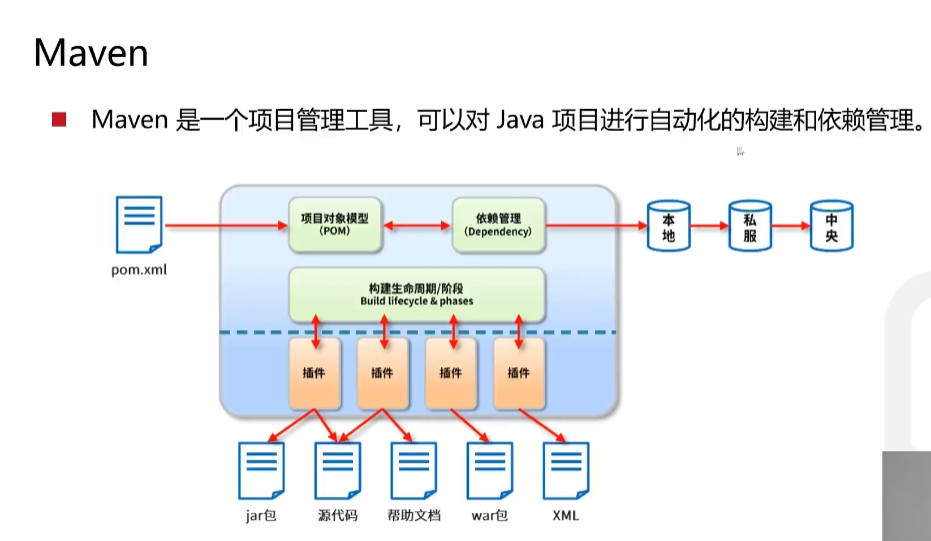 Maven
Maven 是一个项目管理工具，可以对 Java 项目进行自动化的构建和依赖管理。
项目对象模型
（POM）
依赖管理
（Dependency）
本地
私服
中央
pom.xml
构建生命周期/阶段
Build lifecycle & phases
插件
插件
插件
插件
jar包
源代码
帮助文档
war包
XML